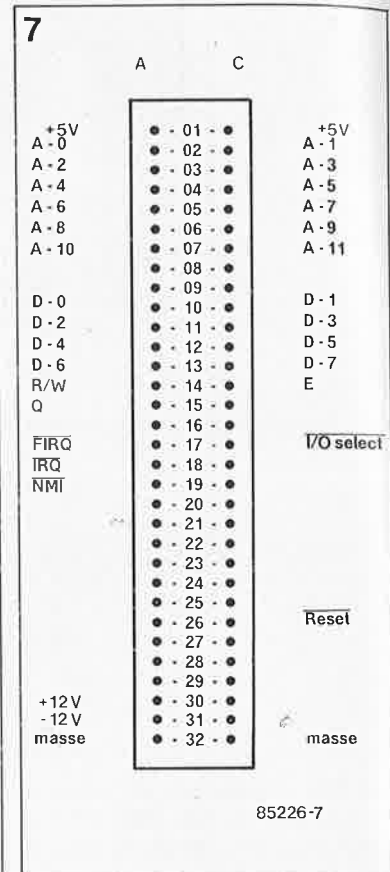 7
A C
+5V • - 01 - • +5V
A - 0 • - 02 - • A - 1
A - 2 • - 03 - • A - 3
A - 4 • - 04 - • A - 5
A - 6 • - 05 - • A - 7
A - 8 • - 06 - • A - 9
A - 10 • - 07 - • A - 11
• - 08 - •
• - 09 - •
D - 0 • - 10 - • D - 1
D - 2 • - 11 - • D - 3
D - 4 • - 12 - • D - 5
D - 6 • - 13 - • D - 7
R/W • - 14 - • E
Q • - 15 - •
• - 16 - •
FIRQ • - 17 - • I/O select
IRQ • - 18 - •
NMI • - 19 - •
• - 20 - •
• - 21 - •
• - 22 - •
• - 23 - •
• - 24 - •
• - 25 - •
• - 26 - • Reset
• - 27 - •
• - 28 - •
• - 29 - •
+12V • - 30 - •
-12V • - 31 - •
masse • - 32 - • masse
85226-7